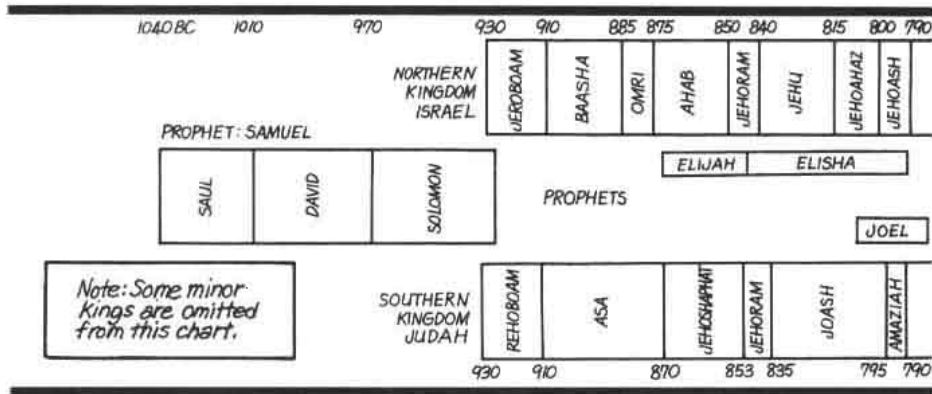 1040 BC 1010 970 930 910 885 875 850 840 815 800 790
NORTHERN
KINGDOM
ISRAEL
JEROBOAM
BAASHA
OMRI
AHAB
JEHORAM
JEHU
JEHOAHAZ
JEHOASH
PROPHET: SAMUEL
SAUL
DAVID
SOLOMON
PROPHETS
ELIJAH
ELISHA
JOEL
Note: Some minor
Kings are omitted
from this chart.
SOUTHERN
KINGDOM
JUDAH
REHOBOAM
ASA
JEHOSHAPHAT
JEHORAM
JOASH
AMAZIAH
930 910 870 853 835 795 790